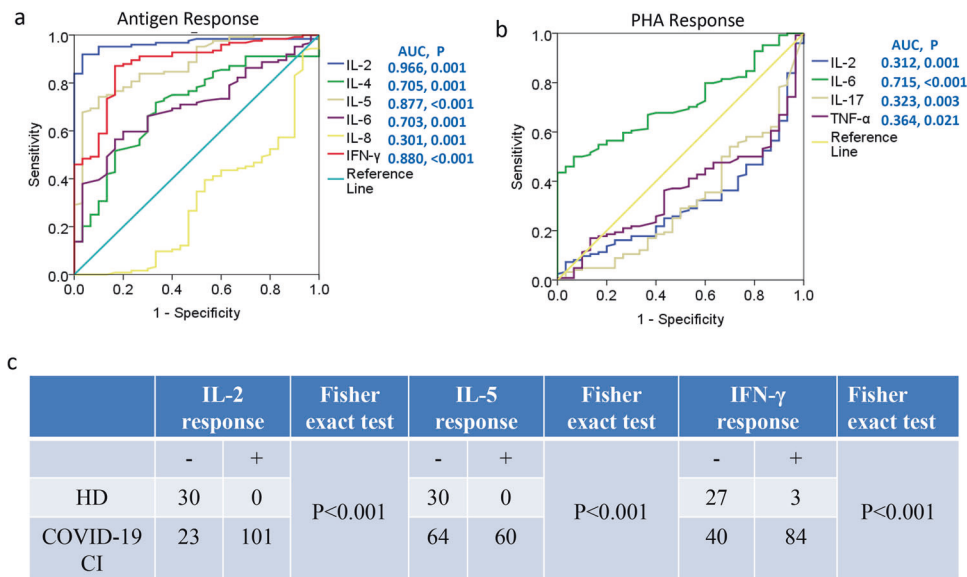 a
Antigen Response
AUC, P
IL-2 0.966, 0.001
IL-4 0.705, 0.001
IL-5 0.877, <0.001
IL-6 0.703, 0.001
IL-8 0.301, 0.001
IFN-γ 0.880, <0.001
Reference
Line
Sensitivity
1.0
0.8
0.6
0.4
0.2
0.0
0.0 0.2 0.4 0.6 0.8 1.0
1 - Specificity
b
PHA Response
AUC, P
IL-2 0.312, 0.001
IL-6 0.715, <0.001
IL-17 0.323, 0.003
TNF-α 0.364, 0.021
Reference
Line
Sensitivity
1.0
0.8
0.6
0.4
0.2
0.0
0.0 0.2 0.4 0.6 0.8 1.0
1 - Specificity
c
IL-2 response Fisher exact test IL-5 response Fisher exact test IFN-γ response Fisher exact test
- + - + - +
HD 30 0 P<0.001 30 0 P<0.001 27 3 P<0.001
COVID-19 CI 23 101 64 60 40 84